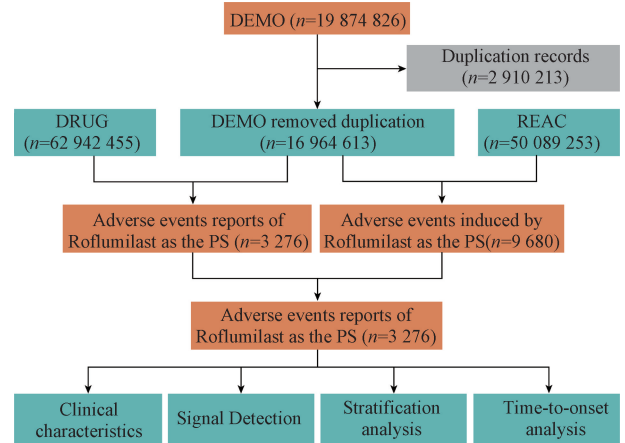 DEMO (n=19 874 826)
Duplication records
(n=2 910 213)
DRUG
(n=62 942 455)
DEMO removed duplication
(n=16 964 613)
REAC
(n=50 089 253)
Adverse events reports of
Roflumilast as the PS (n=3 276)
Adverse events induced by
Roflumilast as the PS(n=9 680)
Adverse events reports of
Roflumilast as the PS (n=3 276)
Clinical
characteristics
Signal Detection
Stratification
analysis
Time-to-onset
analysis